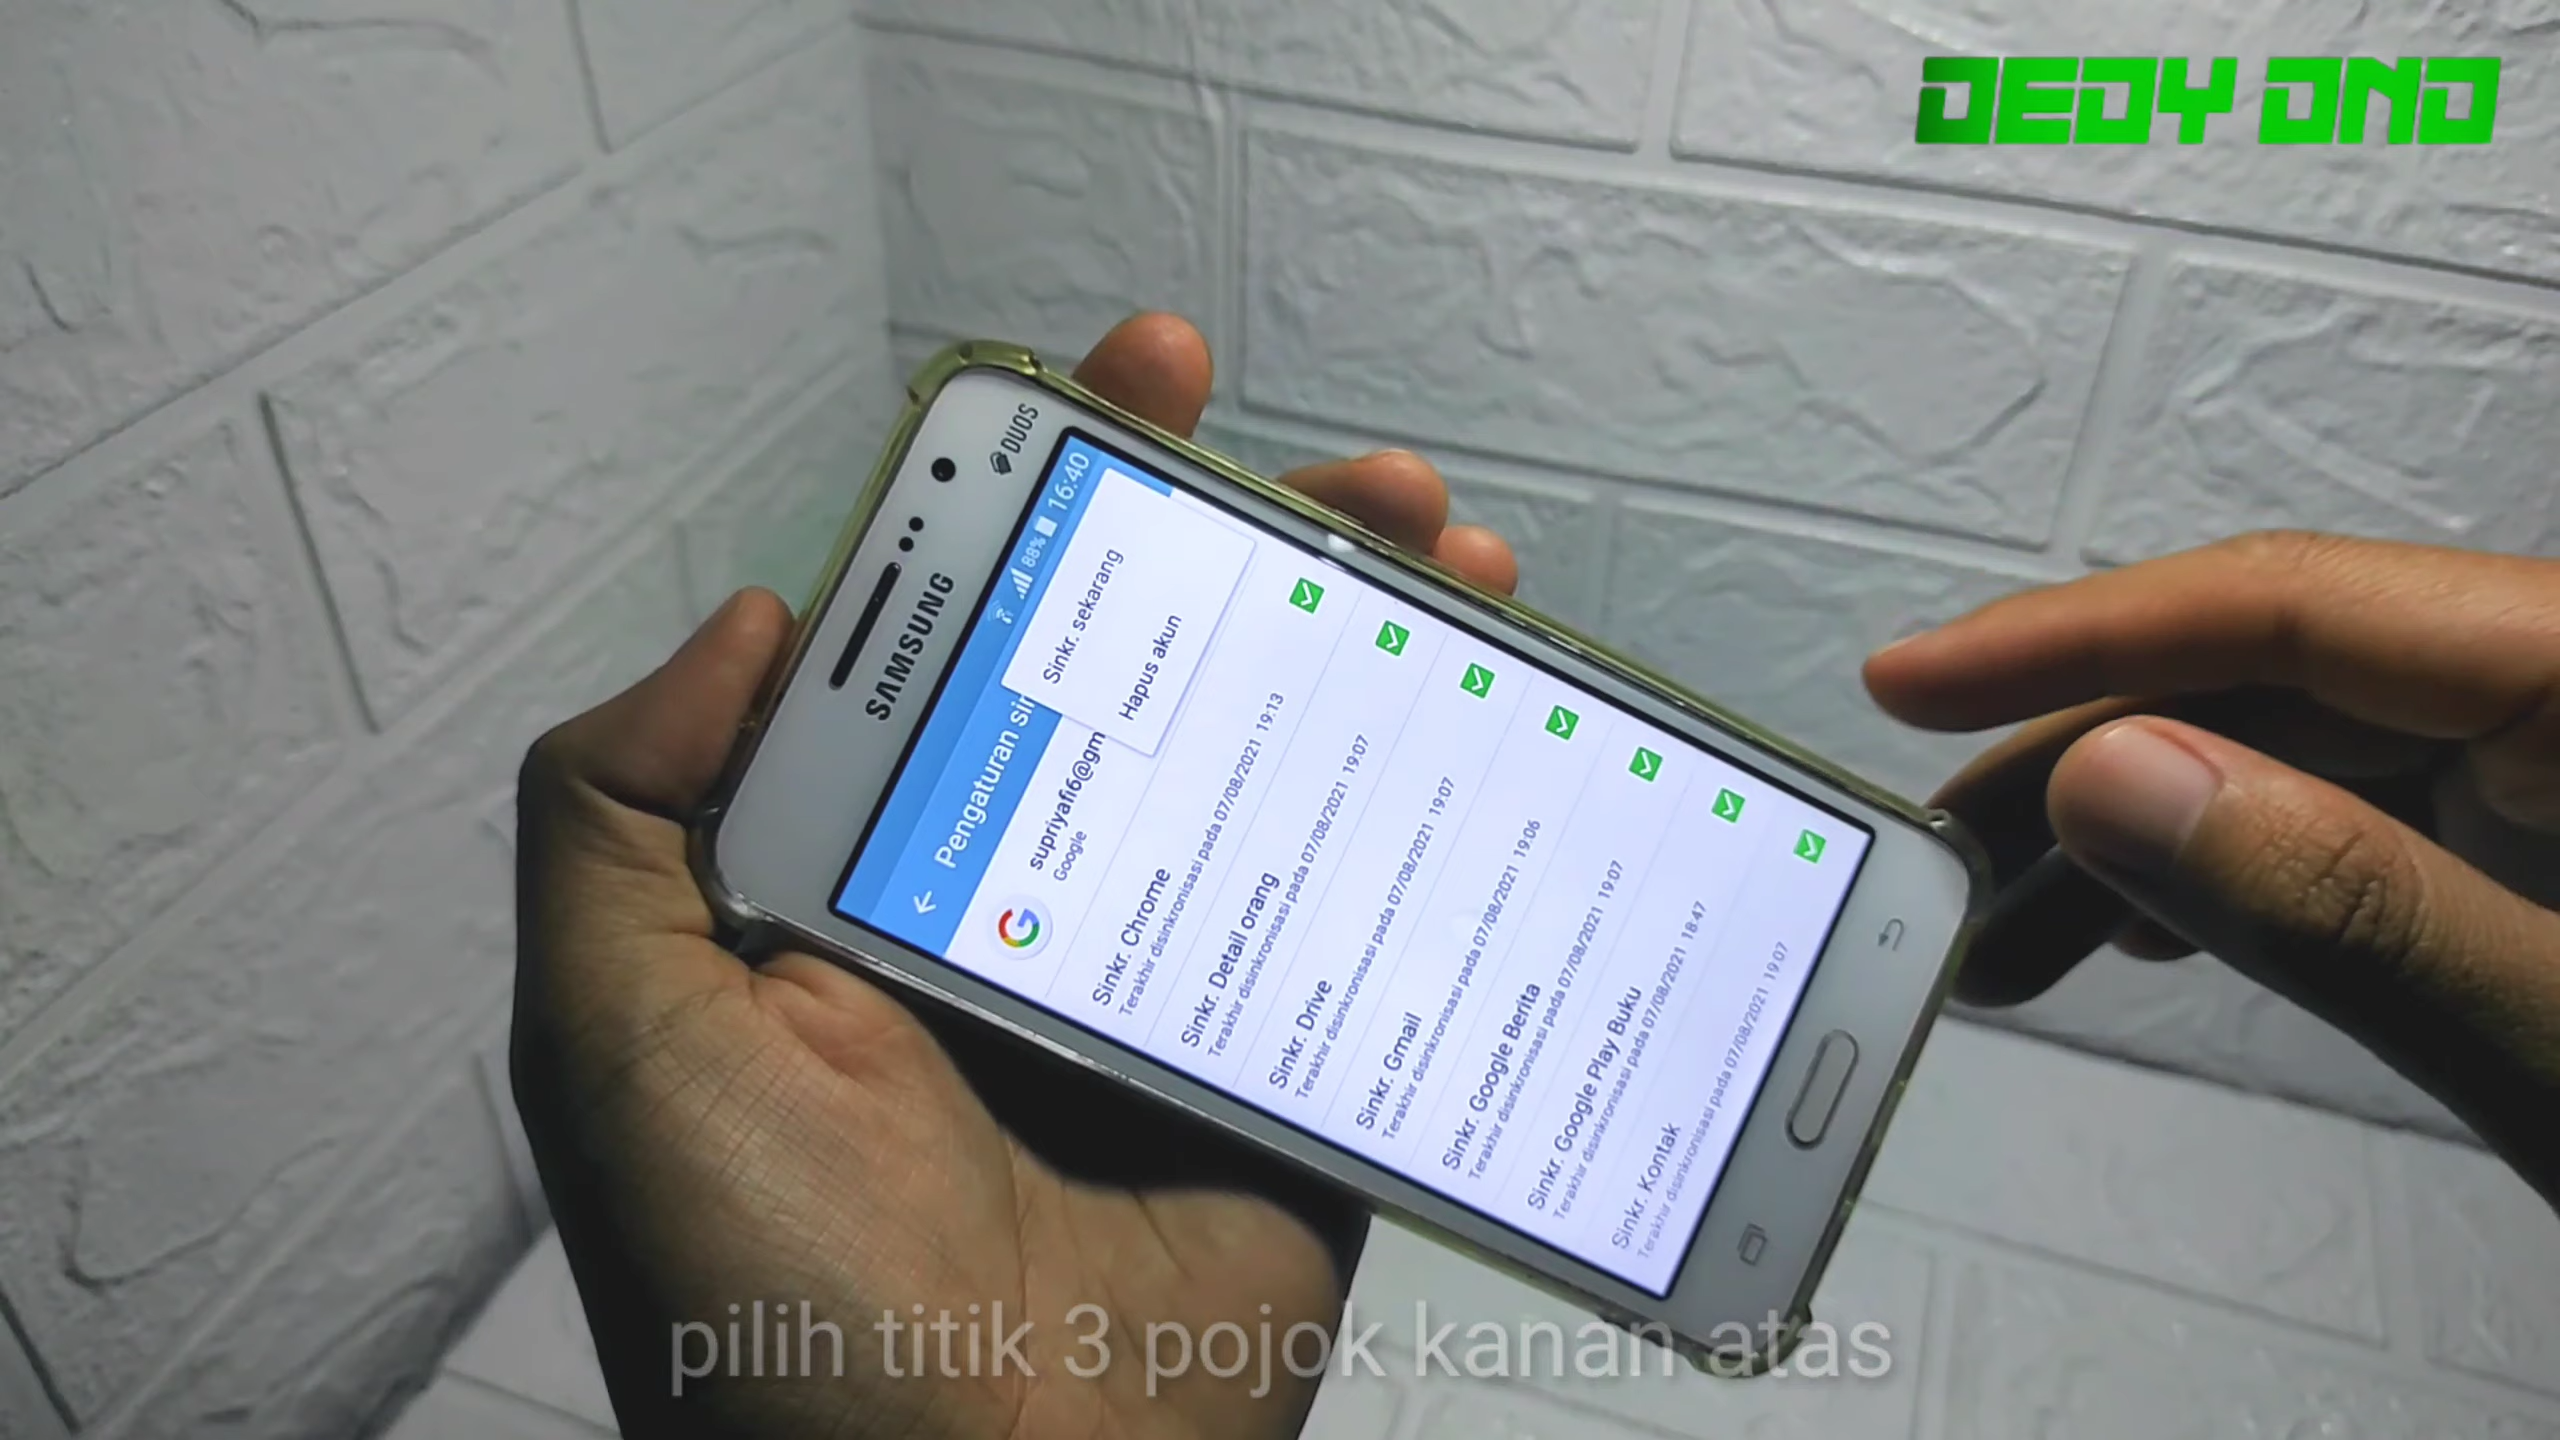 DEDY DND
DUOS
SAMSUNG
88% 16:40
Pengaturan sin
Sinkr. sekarang
Hapus akun
supriyafi6@gm
Google
Sinkr. Chrome
Terakhir disinkronisasi pada 07/08/2021 19:13
Sinkr. Detail orang
Terakhir disinkronisasi pada 07/08/2021 19:07
Sinkr. Drive
Terakhir disinkronisasi pada 07/08/2021 19:07
Sinkr. Gmail
Terakhir disinkronisasi pada 07/08/2021 19:06
Sinkr. Google Berita
Terakhir disinkronisasi pada 07/08/2021 19:07
Sinkr. Google Play Buku
Terakhir disinkronisasi pada 07/08/2021 18:47
Sinkr. Kontak
Terakhir disinkronisasi pada 07/08/2021 19:07
pilih titik 3 pojok kanan atas